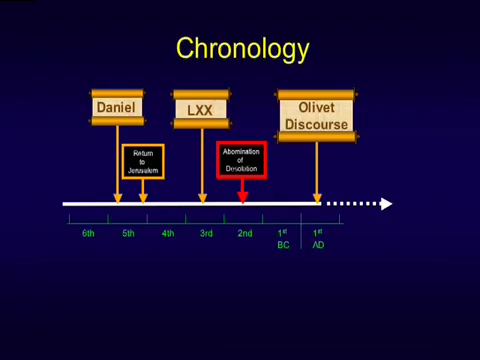 Chronology
Daniel
LXX
Olivet
Discourse
Return
to
Jerusalem
Abomination
of
Desolation
6th
5th
4th
3rd
2nd
1st
BC
1st
AD